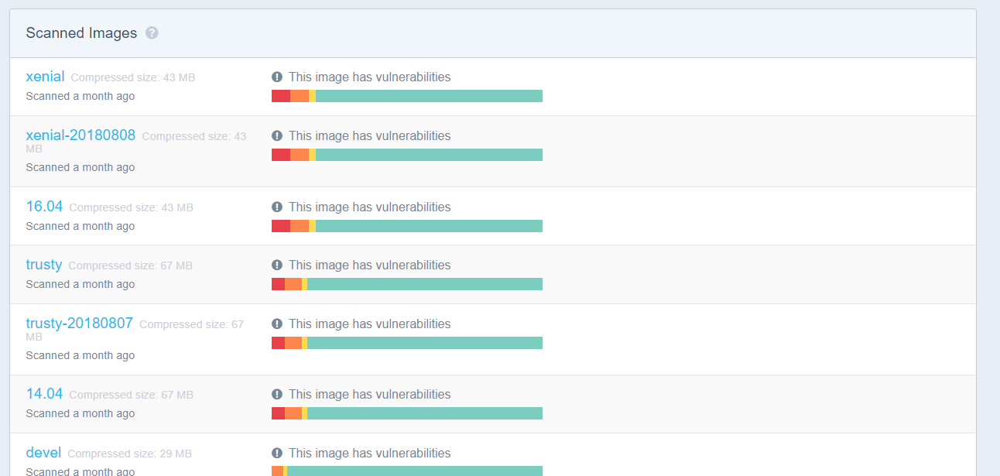 Scanned Images ?
xenial Compressed size: 43 MB
! This image has vulnerabilities
Scanned a month ago
xenial-20180808 Compressed size: 43
MB
! This image has vulnerabilities
Scanned a month ago
16.04 Compressed size: 43 MB
! This image has vulnerabilities
Scanned a month ago
trusty Compressed size: 67 MB
! This image has vulnerabilities
Scanned a month ago
trusty-20180807 Compressed size: 67
MB
! This image has vulnerabilities
Scanned a month ago
14.04 Compressed size: 67 MB
! This image has vulnerabilities
Scanned a month ago
devel Compressed size: 29 MB
! This image has vulnerabilities
Scanned a month ago